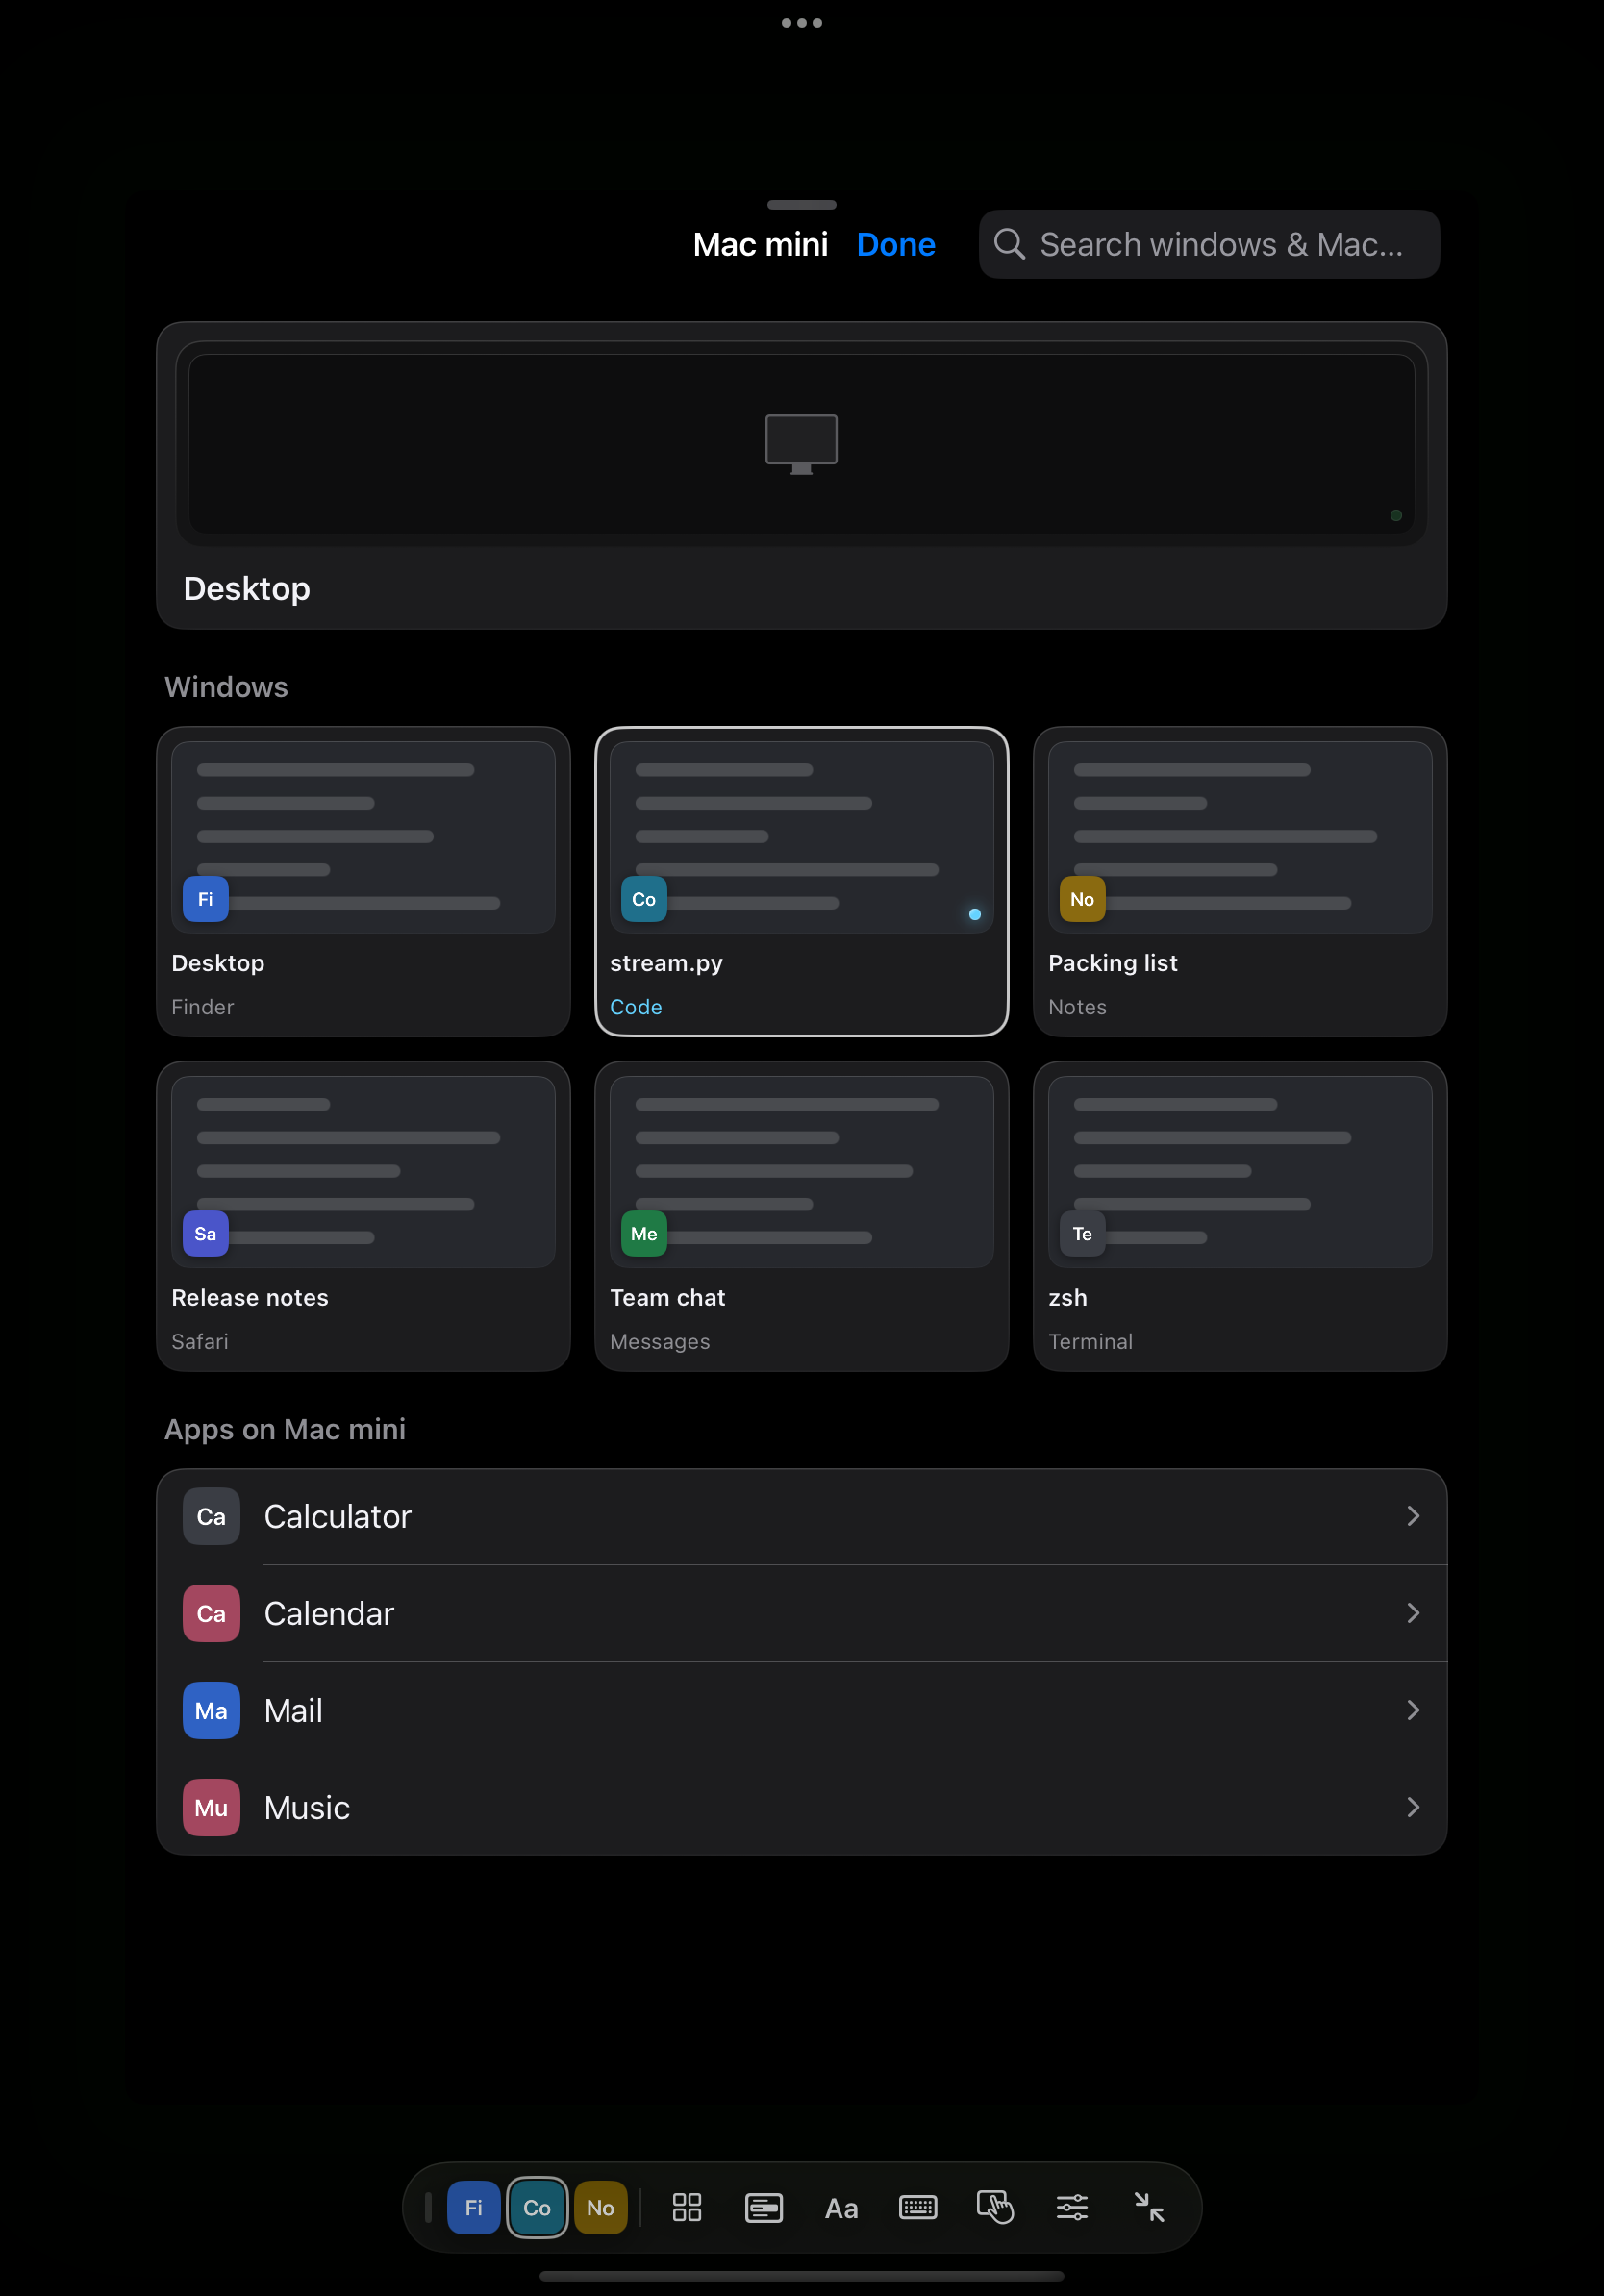 Mac mini Done Search windows & Mac...
Desktop
Windows
Fi
Desktop
Finder
Co
stream.py
Code
No
Packing list
Notes
Sa
Release notes
Safari
Me
Team chat
Messages
Te
zsh
Terminal
Apps on Mac mini
Ca Calculator
Ca Calendar
Ma Mail
Mu Music
Fi Co No Aa